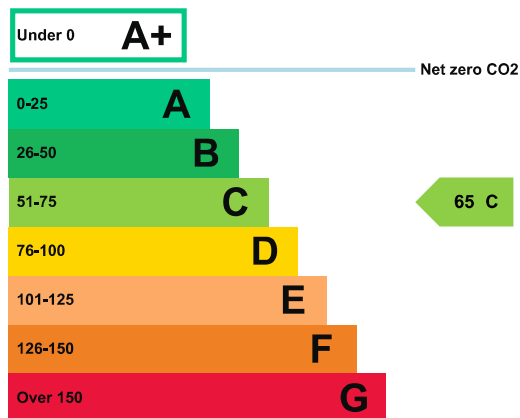 Under 0 A+
Net zero CO2
0-25 A
26-50 B
51-75 C
65 C
76-100 D
101-125 E
126-150 F
Over 150 G